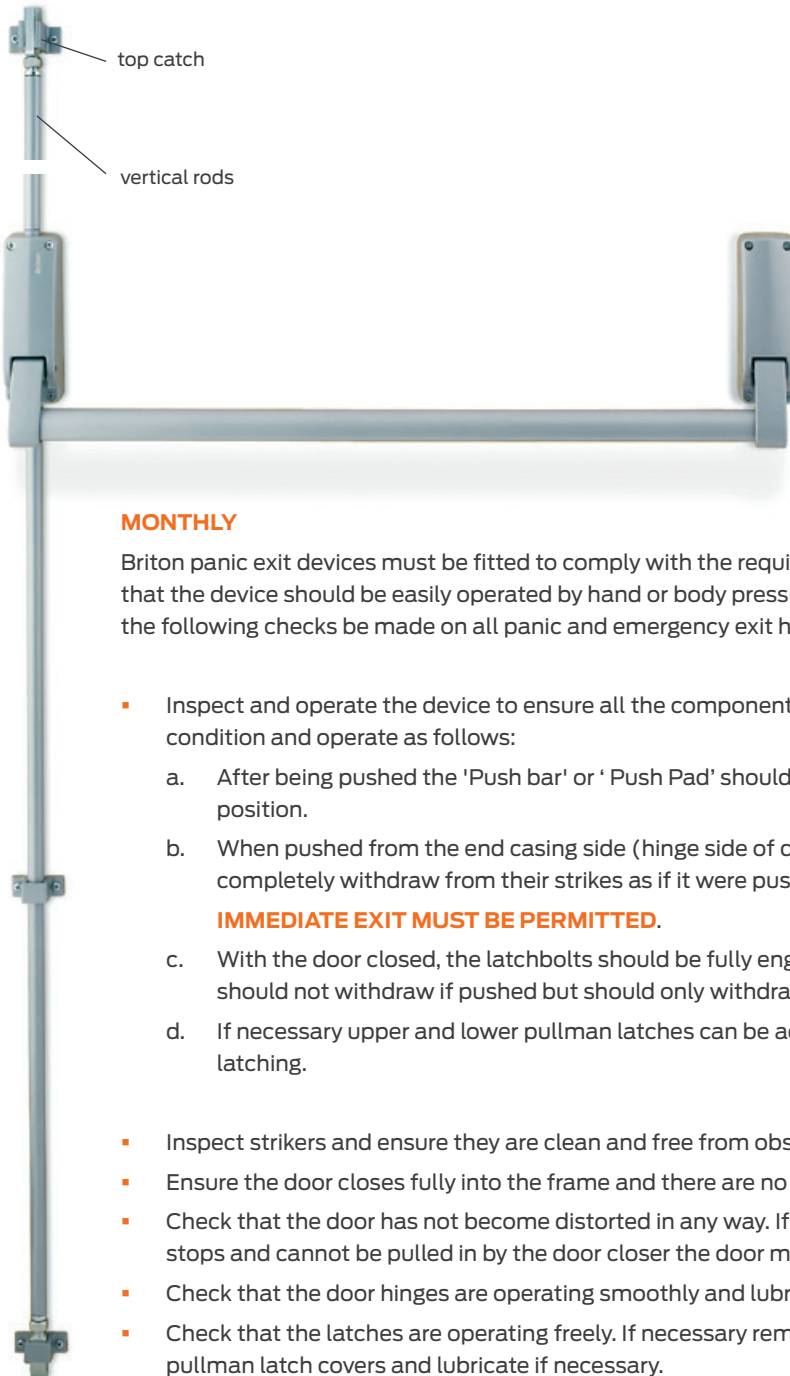 top catch
vertical rods
MONTHLY
Briton panic exit devices must be fitted to comply with the requi
that the device should be easily operated by hand or body press
the following checks be made on all panic and emergency exit h
▪ Inspect and operate the device to ensure all the component
condition and operate as follows:
a. After being pushed the 'Push bar' or ‘ Push Pad’ should
position.
b. When pushed from the end casing side (hinge side of
completely withdraw from their strikes as if it were pus
IMMEDIATE EXIT MUST BE PERMITTED.
c. With the door closed, the latchbolts should be fully eng
should not withdraw if pushed but should only withdra
d. If necessary upper and lower pullman latches can be
latching.
▪ Inspect strikers and ensure they are clean and free from obs
▪ Ensure the door closes fully into the frame and there are no
▪ Check that the door has not become distorted in any way. If
stops and cannot be pulled in by the door closer the door m
▪ Check that the door hinges are operating smoothly and lubri
▪ Check that the latches are operating freely. If necessary rem
pullman latch covers and lubricate if necessary.